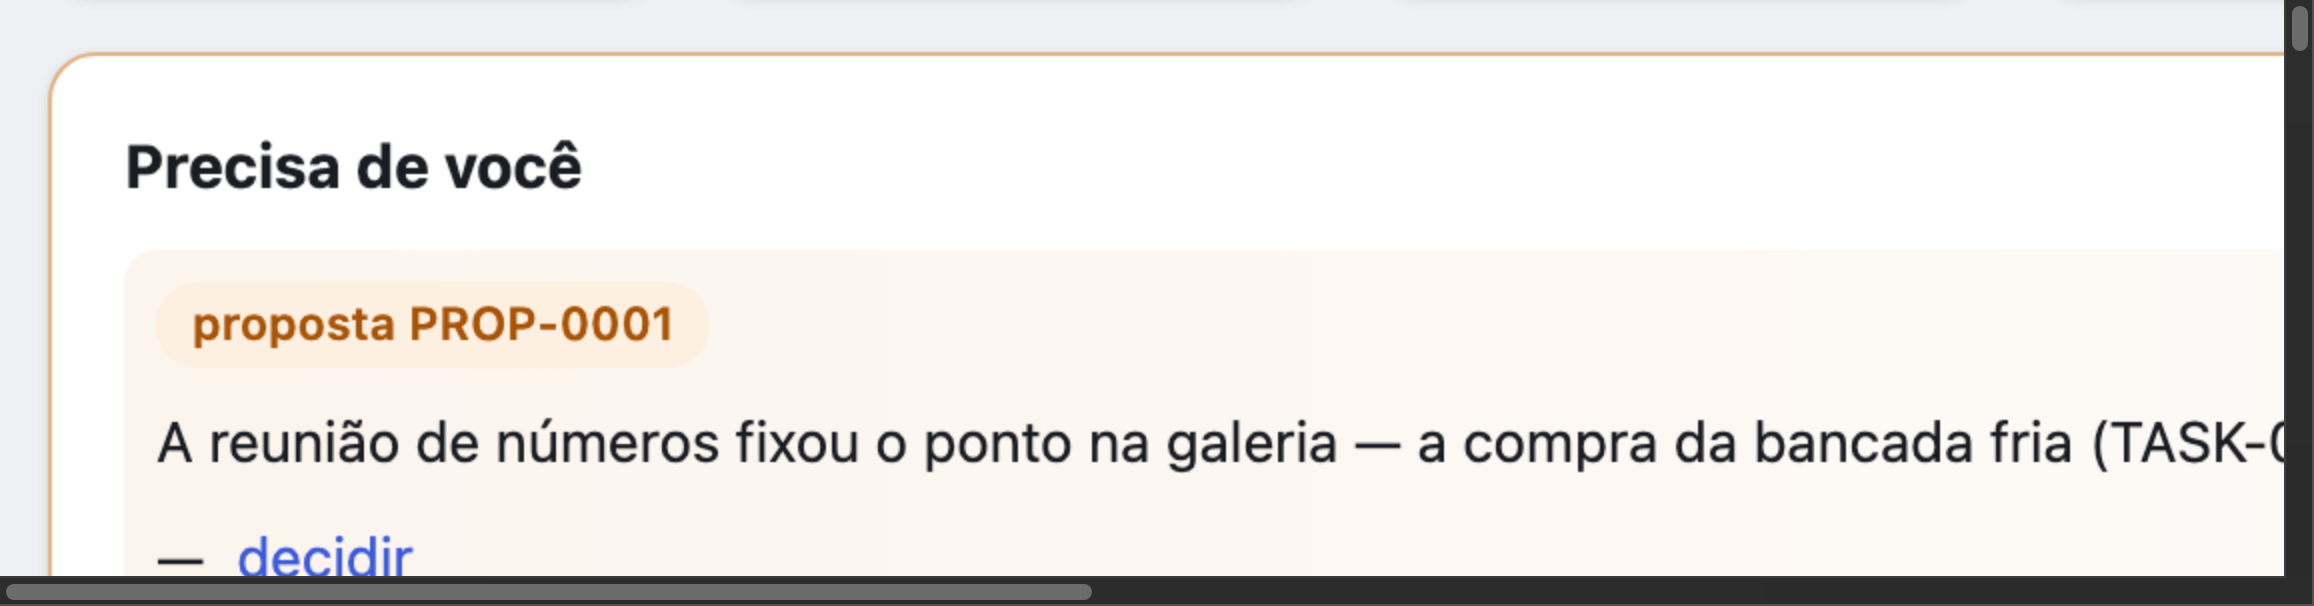 Precisa de você
proposta PROP-0001
A reunião de números fixou o ponto na galeria — a compra da bancada fria (TASK-
— decidir